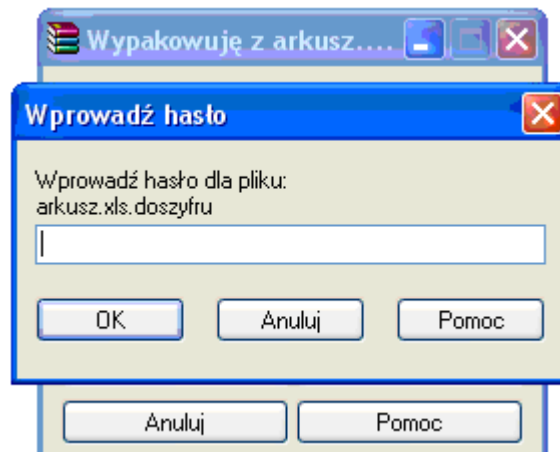 Wypakowuję z arkusz....
Wprowadź hasło
Wprowadź hasło dla pliku:
arkusz.xls.doszyfru
OK Anuluj Pomoc
Anuluj Pomoc